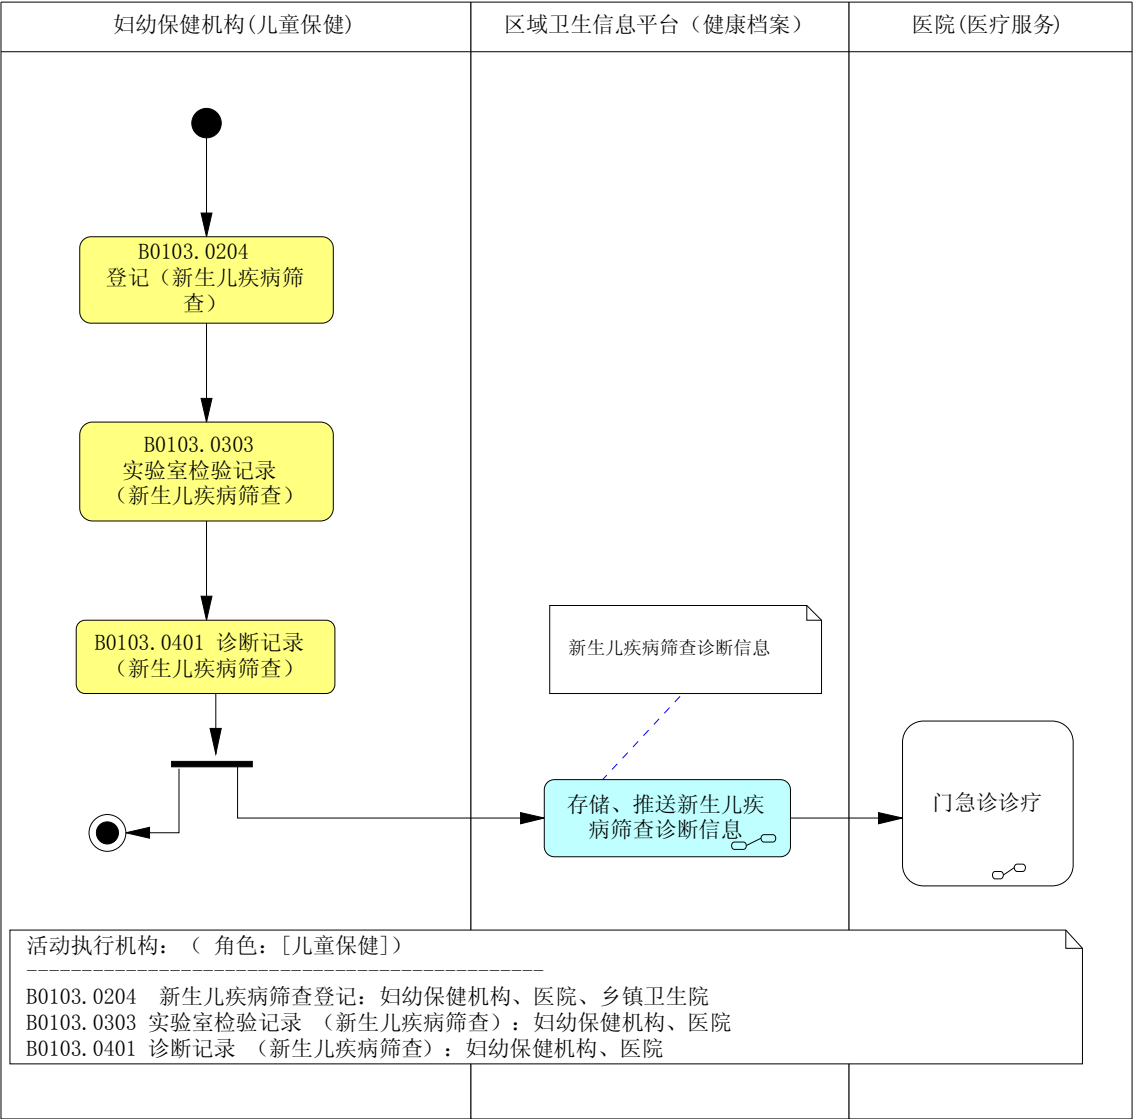 妇幼保健机构(儿童保健)
区域卫生信息平台（健康档案）
医院(医疗服务)
B0103.0204
登记（新生儿疾病筛
查）
B0103.0303
实验室检验记录
（新生儿疾病筛查）
B0103.0401 诊断记录
（新生儿疾病筛查）
新生儿疾病筛查诊断信息
存储、推送新生儿疾
病筛查诊断信息
门急诊诊疗
活动执行机构：（ 角色：[儿童保健]）
-----------------------------------------------
B0103.0204  新生儿疾病筛查登记：妇幼保健机构、医院、乡镇卫生院
B0103.0303 实验室检验记录 （新生儿疾病筛查）：妇幼保健机构、医院
B0103.0401 诊断记录 （新生儿疾病筛查）：妇幼保健机构、医院